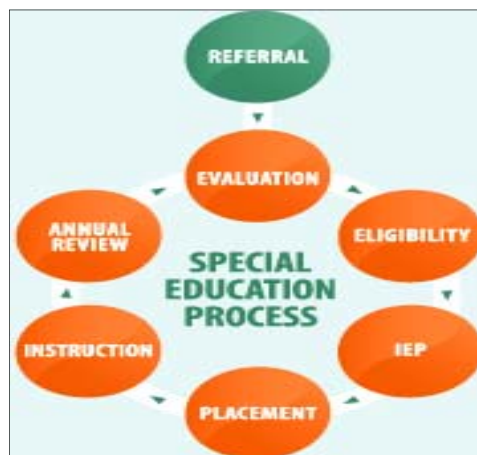 REFERRAL
EVALUATION
ELIGIBILITY
IEP
PLACEMENT
INSTRUCTION
ANNUAL
REVIEW
SPECIAL
EDUCATION
PROCESS